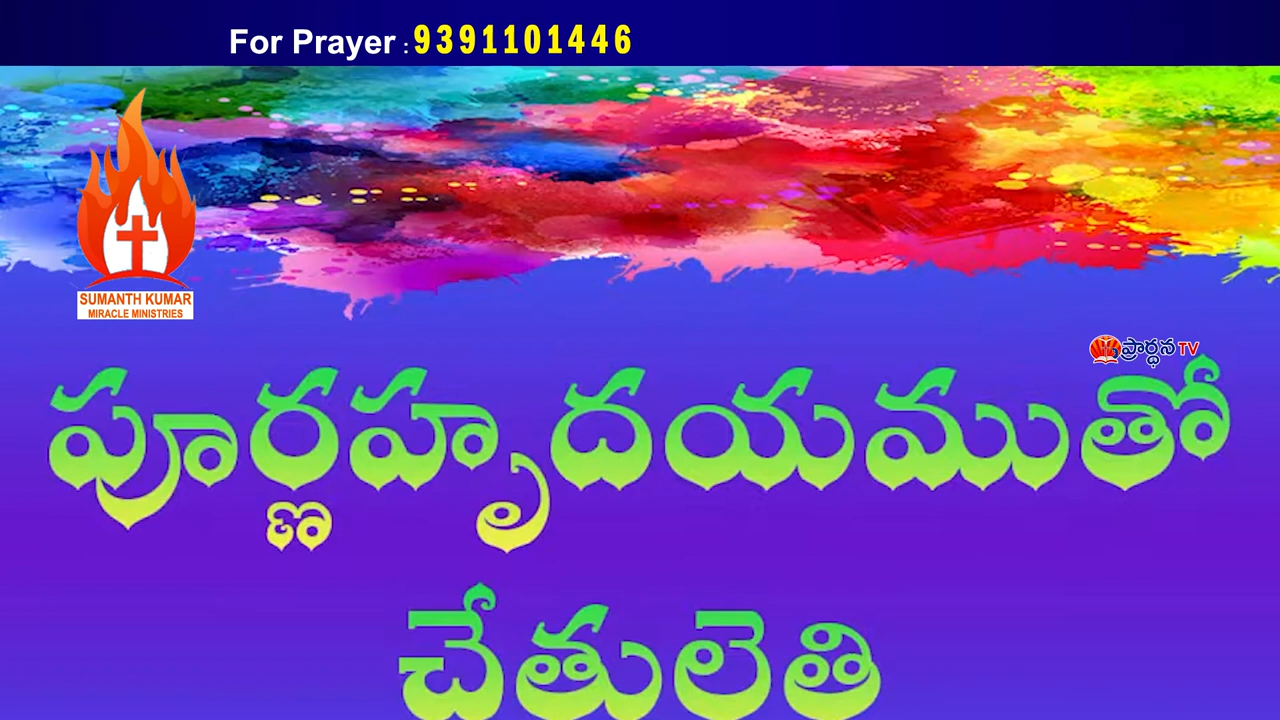 For Prayer : 9391101446
SUMANTH KUMAR
MIRACLE MINISTRIES
ప్రార్థన TV
పూర్ణహృదయముతో
చేతులెతి